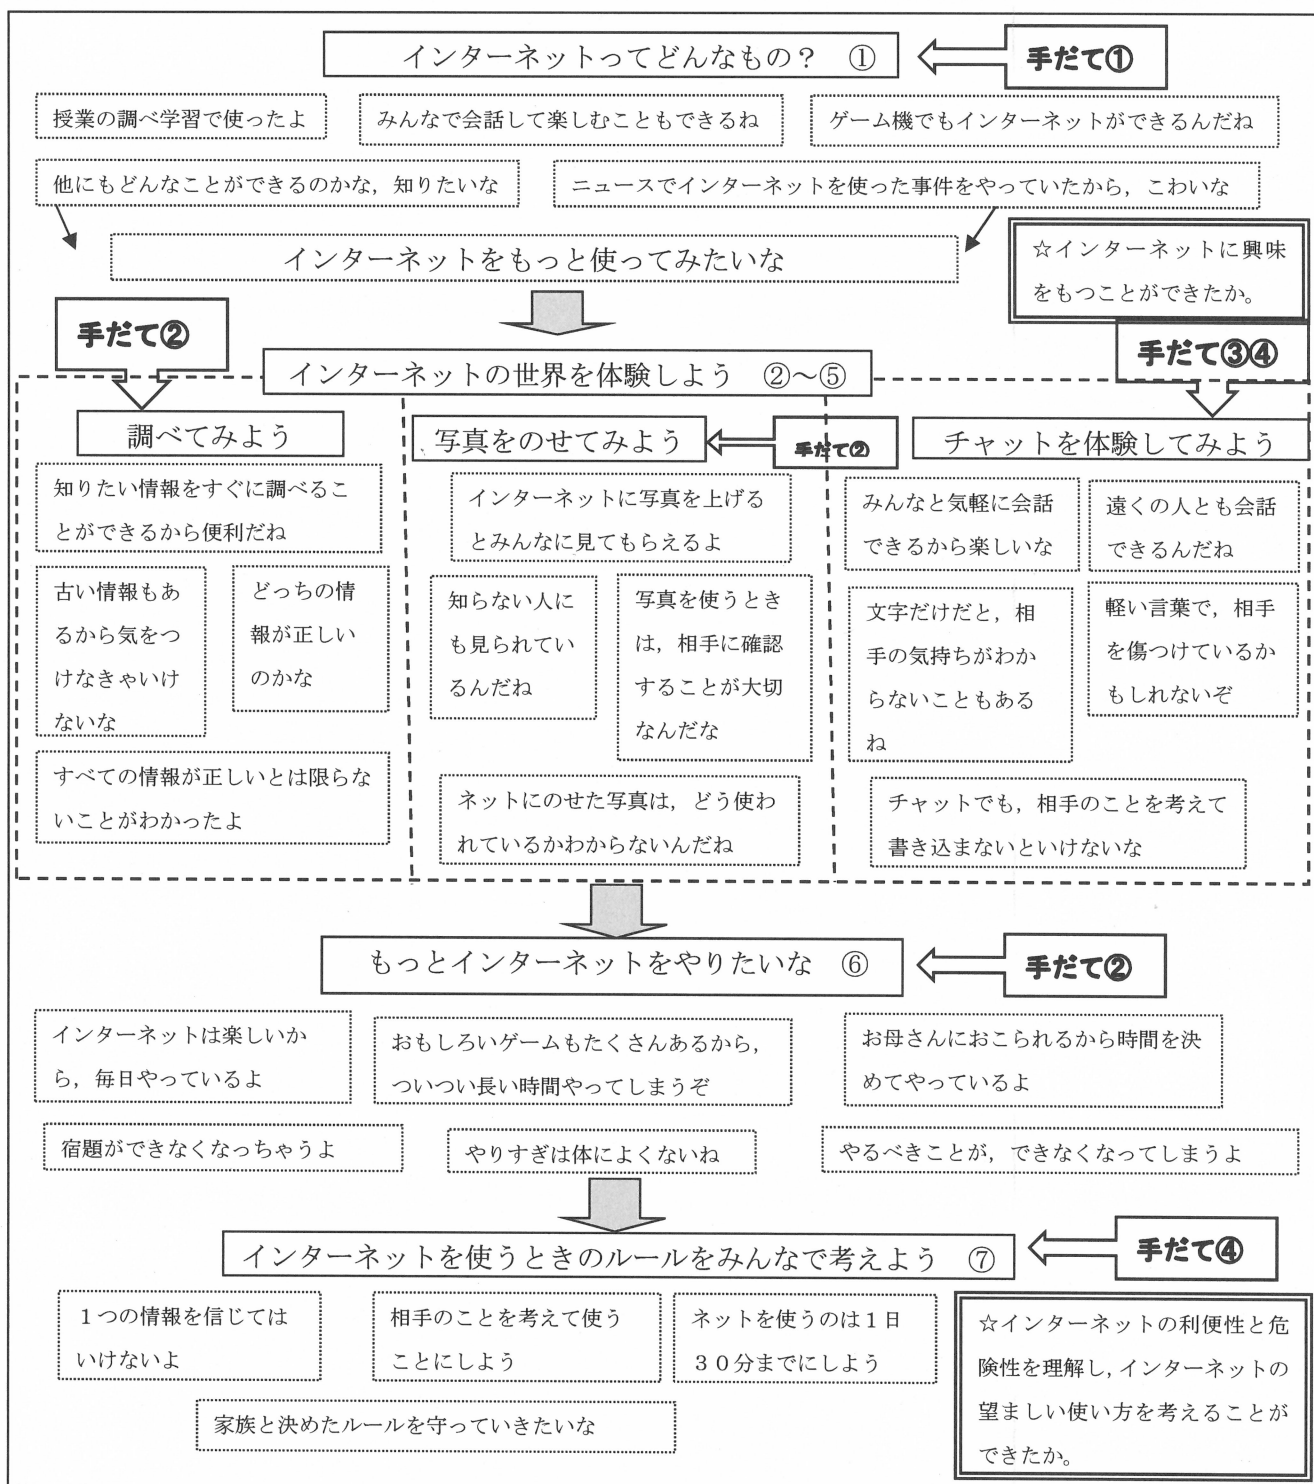 インターネットってどんなもの？ ①
手だて①
授業の調べ学習で使ったよ
みんなで会話して楽しむこともできるね
ゲーム機でもインターネットができるんだね
他にもどんなことができるのかな，知りたいな
ニュースでインターネットを使った事件をやっていたから，こわいな
インターネットをもっと使ってみたいな
☆インターネットに興味
をもつことができたか。
手だて②
手だて③④
インターネットの世界を体験しよう ②～⑤
調べてみよう
知りたい情報をすぐに調べるこ
とができるから便利だね
古い情報もあ
るから気をつ
けなきゃいけ
ないな
どっちの情
報が正しい
のかな
すべての情報が正しいとは限らな
いことがわかったよ
写真をのせてみよう
手だて②
インターネットに写真を上げる
とみんなに見てもらえるよ
知らない人に
も見られてい
るんだね
写真を使うとき
は，相手に確認
することが大切
なんだな
ネットにのせた写真は，どう使わ
れているかわからないんだね
チャットを体験してみよう
みんなと気軽に会話
できるから楽しいな
遠くの人とも会話
できるんだね
文字だけだと，相
手の気持ちがわか
らないこともある
ね
軽い言葉で，相手
を傷つけているか
もしれないぞ
チャットでも，相手のことを考えて
書き込まないといけないな
もっとインターネットをやりたいな ⑥
手だて②
インターネットは楽しいか
ら，毎日やっているよ
おもしろいゲームもたくさんあるから，
ついつい長い時間やってしまうぞ
お母さんにおこられるから時間を決
めてやっているよ
宿題ができなくなっちゃうよ
やりすぎは体によくないね
やるべきことが，できなくなってしまうよ
インターネットを使うときのルールをみんなで考えよう ⑦
手だて④
１つの情報を信じては
いけないよ
相手のことを考えて使う
ことにしよう
ネットを使うのは１日
３０分までにしよう
家族と決めたルールを守っていきたいな
☆インターネットの利便性と危
険性を理解し，インターネットの
望ましい使い方を考えることが
できたか。